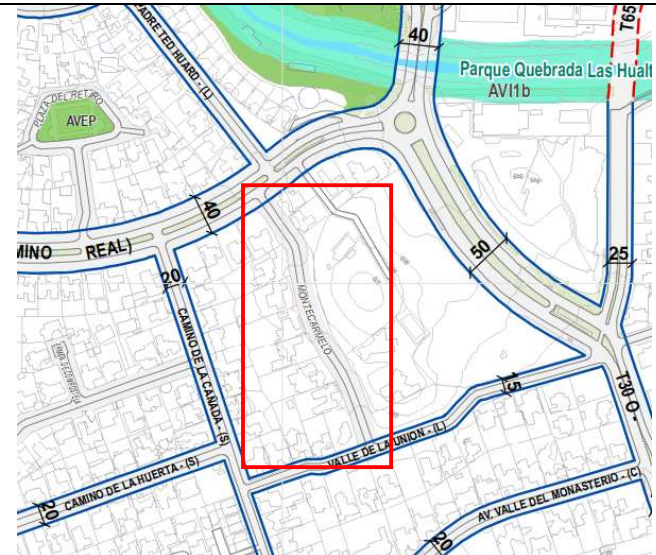 PADRE TED HUARD - (L)
40
T65
Parque Quebrada Las Hualt
AVI1b
PLAZA DEL RETIRO
AVEP
40
MINO REAL)
50
25
20
MONTECARMELO
CAMINO DE LA CAÑADA - (S)
15
T30 O -
VALLE DE LA UNION - (L)
CAMINO DE LA HUERTA - (S)
AV. VALLE DEL MONASTERIO - (C)
20
20